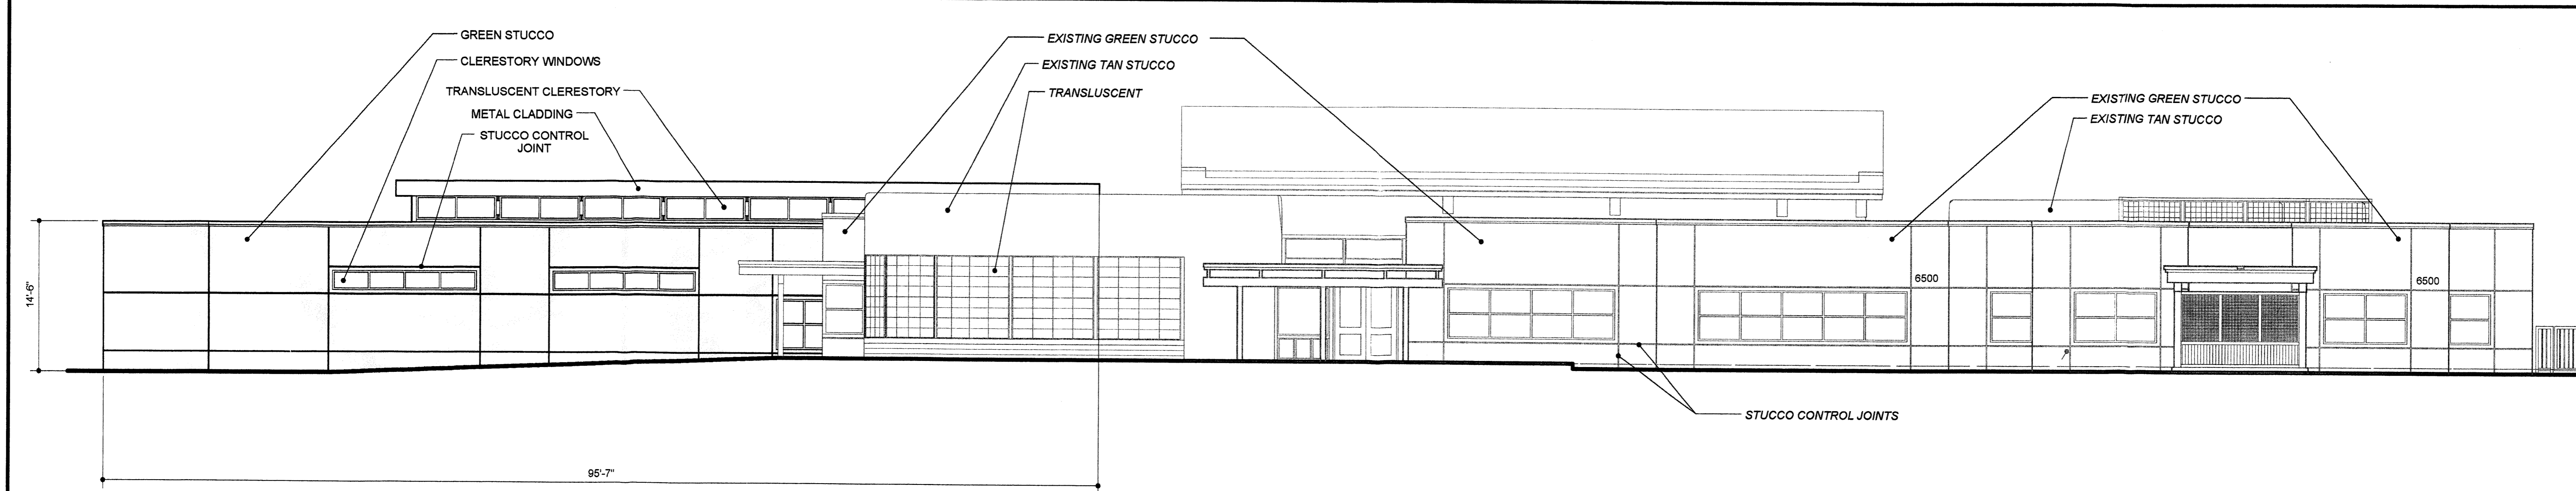 GREEN STUCCO
CLERESTORY WINDOWS
TRANSLUSCENT CLERESTORY
METAL CLADDING
STUCCO CONTROL
JOINT
EXISTING GREEN STUCCO
EXISTING TAN STUCCO
TRANSLUSCENT
EXISTING GREEN STUCCO
EXISTING TAN STUCCO
14'-6"
6500
6500
STUCCO CONTROL JOINTS
95'-7"